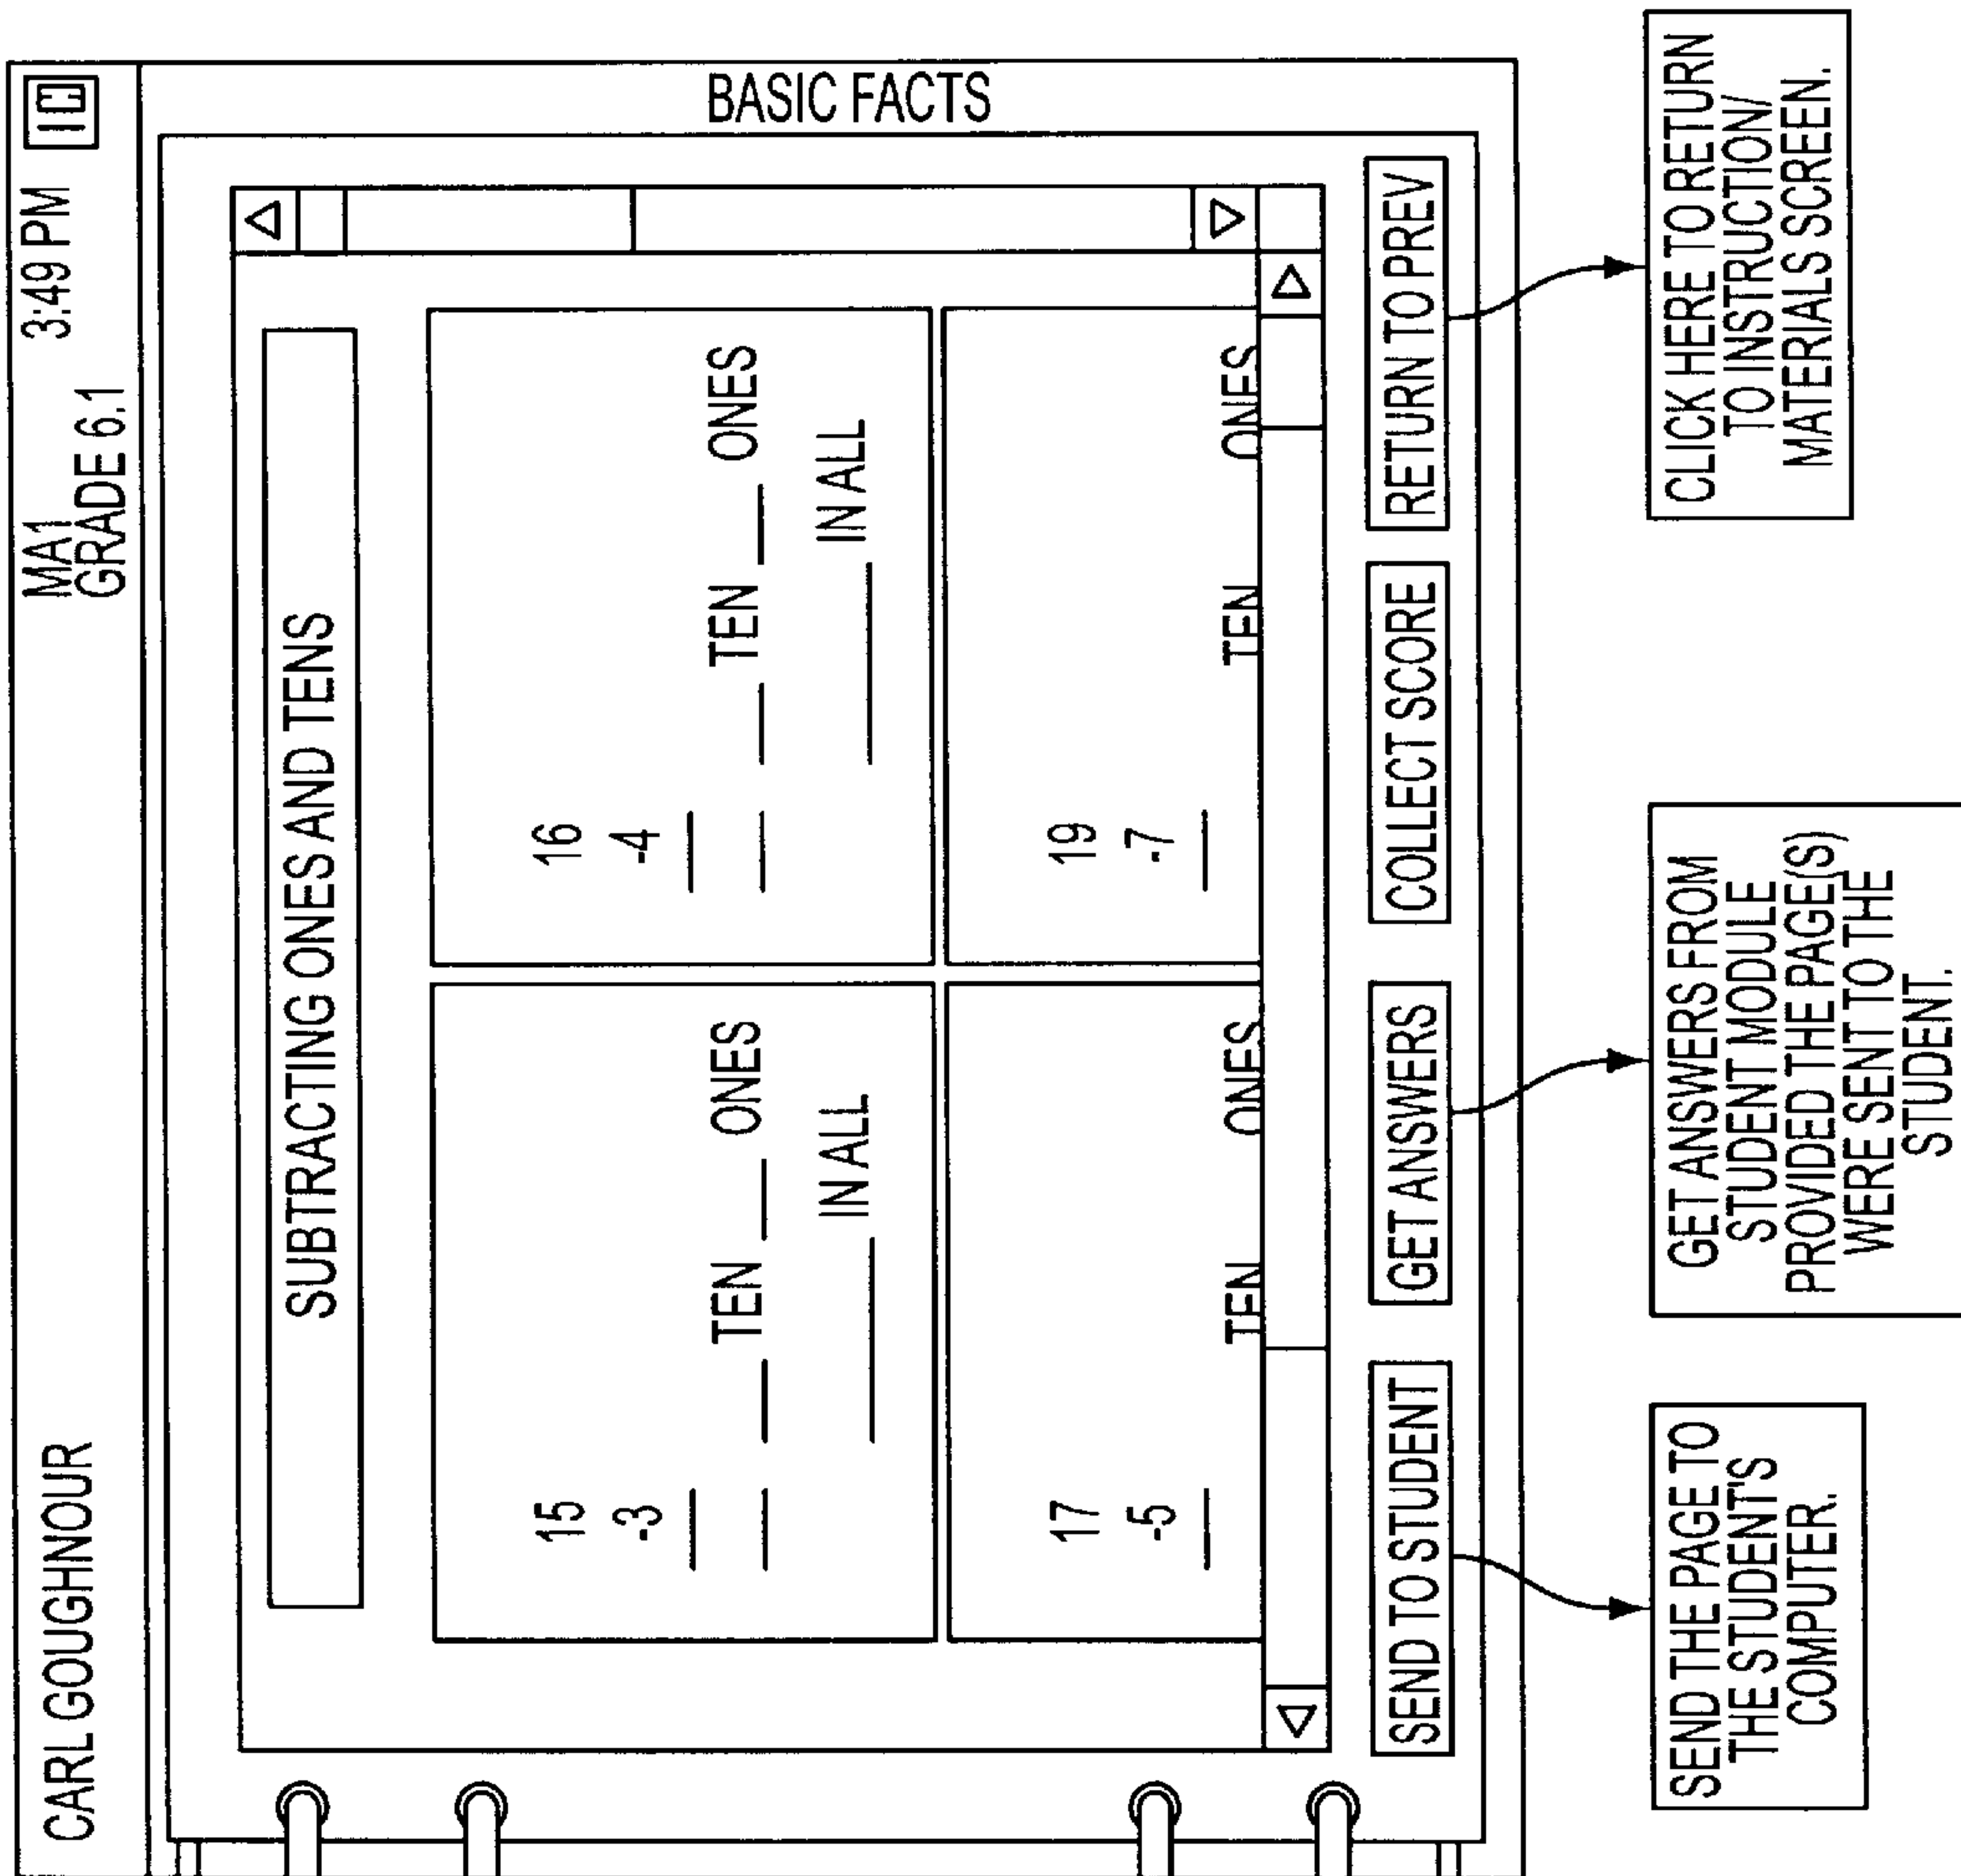 CARL GOUGHNOUR
MA1
GRADE 6.1
3:49 PM
BASIC FACTS
SUBTRACTING ONES AND TENS
15
-3
TEN ONES
IN ALL
16
-4
TEN ONES
IN ALL
17
-5
TEN ONES
19
-7
TEN ONES
SEND TO STUDENT
GET ANSWERS
COLLECT SCORE
RETURN TO PREV
SEND THE PAGE TO
THE STUDENT'S
COMPUTER.
GET ANSWERS FROM
STUDENT MODULE
PROVIDED THE PAGE(S)
WERE SENT TO THE
STUDENT.
CLICK HERE TO RETURN
TO INSTRUCTION/
MATERIALS SCREEN.